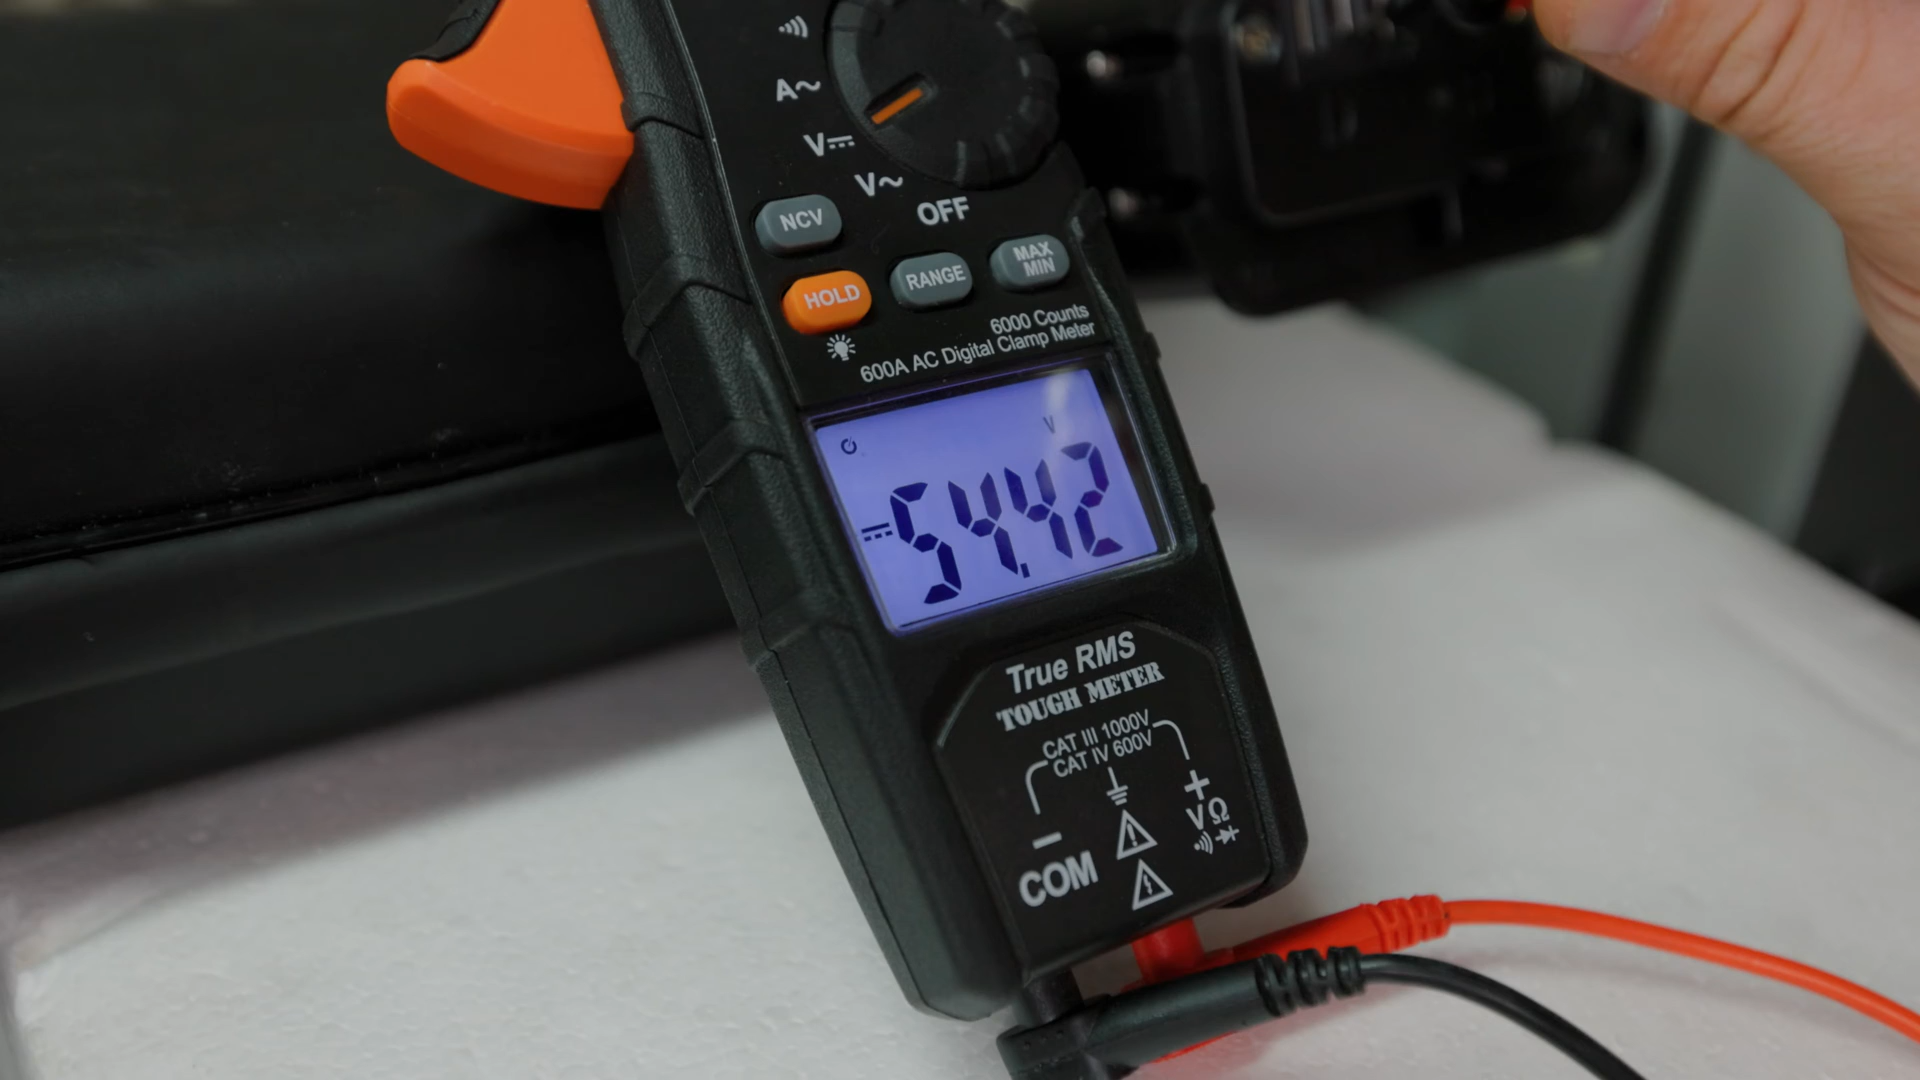 A~
V⎓
V~
OFF
NCV
HOLD
RANGE
MAX
MIN
6000 Counts
600A AC Digital Clamp Meter
V
54.42
True RMS
TOUGH METER
CAT III 1000V
CAT IV 600V
+
VΩ
−
COM